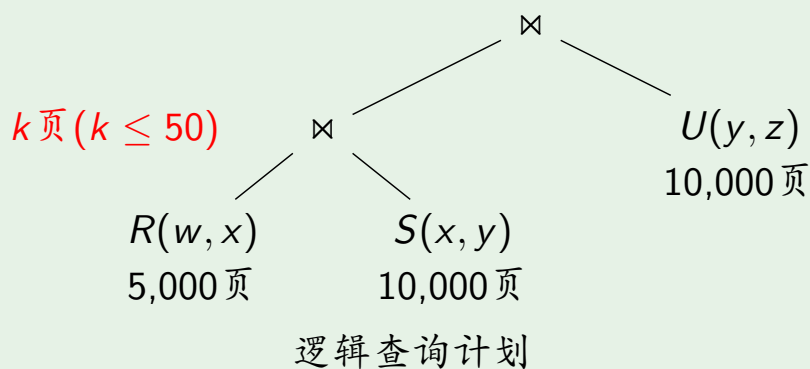 ⋈
k页(k ≤ 50)
⋈
U(y, z)
10,000页
R(w, x)
S(x, y)
5,000页
10,000页
逻辑查询计划